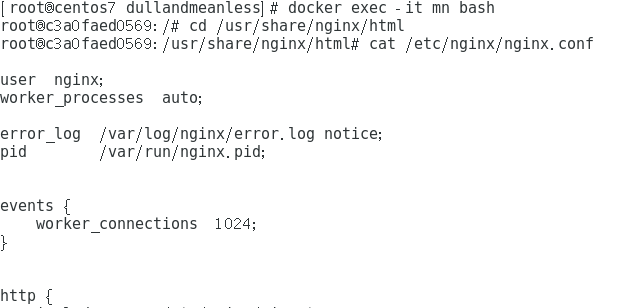 [root@centos7 dullandmeanless]# docker exec -it mn bash
root@c3a0faed0569:/# cd /usr/share/nginx/html
root@c3a0faed0569:/usr/share/nginx/html# cat /etc/nginx/nginx.conf
user  nginx;
worker_processes  auto;
error_log  /var/log/nginx/error.log notice;
pid        /var/run/nginx.pid;
events {
    worker_connections  1024;
}
http {